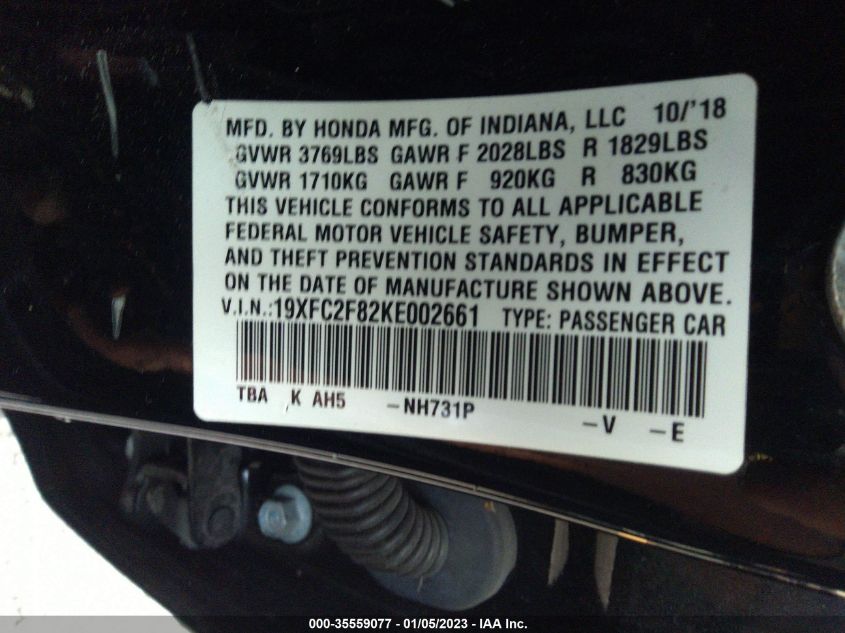 MFD. BY HONDA MFG. OF INDIANA, LLC 10/'18
GVWR 3769LBS GAWR F 2028LBS R 1829LBS
GVWR 1710KG GAWR F 920KG R 830KG
THIS VEHICLE CONFORMS TO ALL APPLICABLE
FEDERAL MOTOR VEHICLE SAFETY, BUMPER,
AND THEFT PREVENTION STANDARDS IN EFFECT
ON THE DATE OF MANUFACTURE SHOWN ABOVE.
V.I.N.:19XFC2F82KE002661 TYPE: PASSENGER CAR
TBA K AH5 -NH731P -V -E
000-35559077 - 01/05/2023 - IAA Inc.